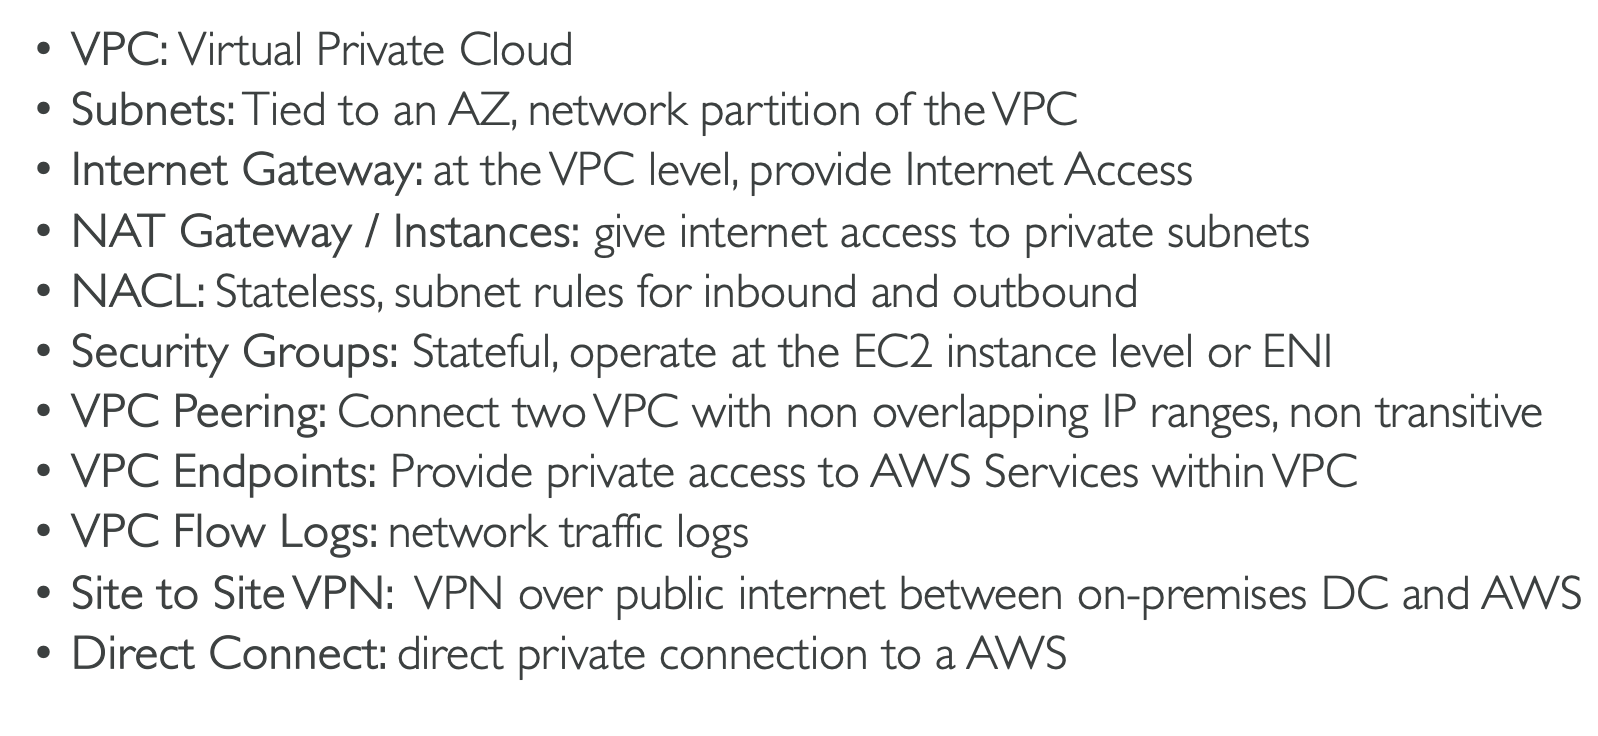 • VPC: Virtual Private Cloud
• Subnets: Tied to an AZ, network partition of the VPC
• Internet Gateway: at the VPC level, provide Internet Access
• NAT Gateway / Instances: give internet access to private subnets
• NACL: Stateless, subnet rules for inbound and outbound
• Security Groups: Stateful, operate at the EC2 instance level or ENI
• VPC Peering: Connect two VPC with non overlapping IP ranges, non transitive
• VPC Endpoints: Provide private access to AWS Services within VPC
• VPC Flow Logs: network traffic logs
• Site to Site VPN: VPN over public internet between on-premises DC and AWS
• Direct Connect: direct private connection to a AWS